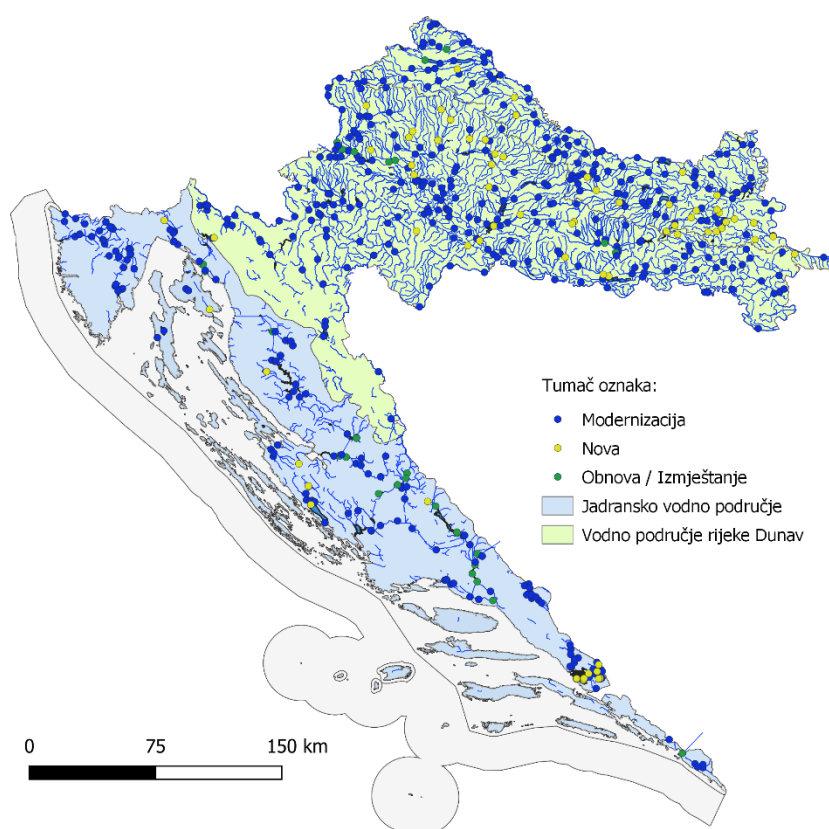 Tumač oznaka:
Modernizacija
Nova
Obnova / Izmještanje
Jadransko vodno područje
Vodno područje rijeke Dunav
0 75 150 km